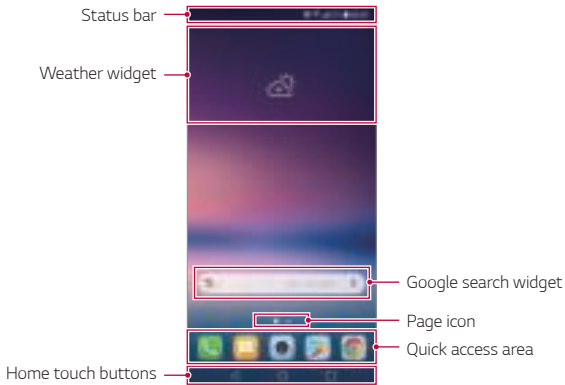 Status bar
Weather widget
Google search widget
Page icon
Quick access area
Home touch buttons